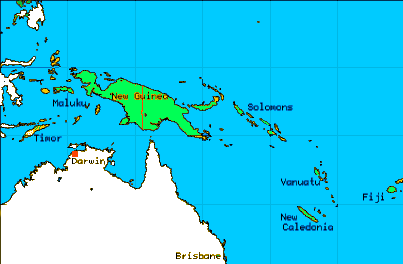 New Guinea
Maluku
Solomons
Timor
Darwin
Vanuatu
Fiji
New
Caledonia
Brisbane